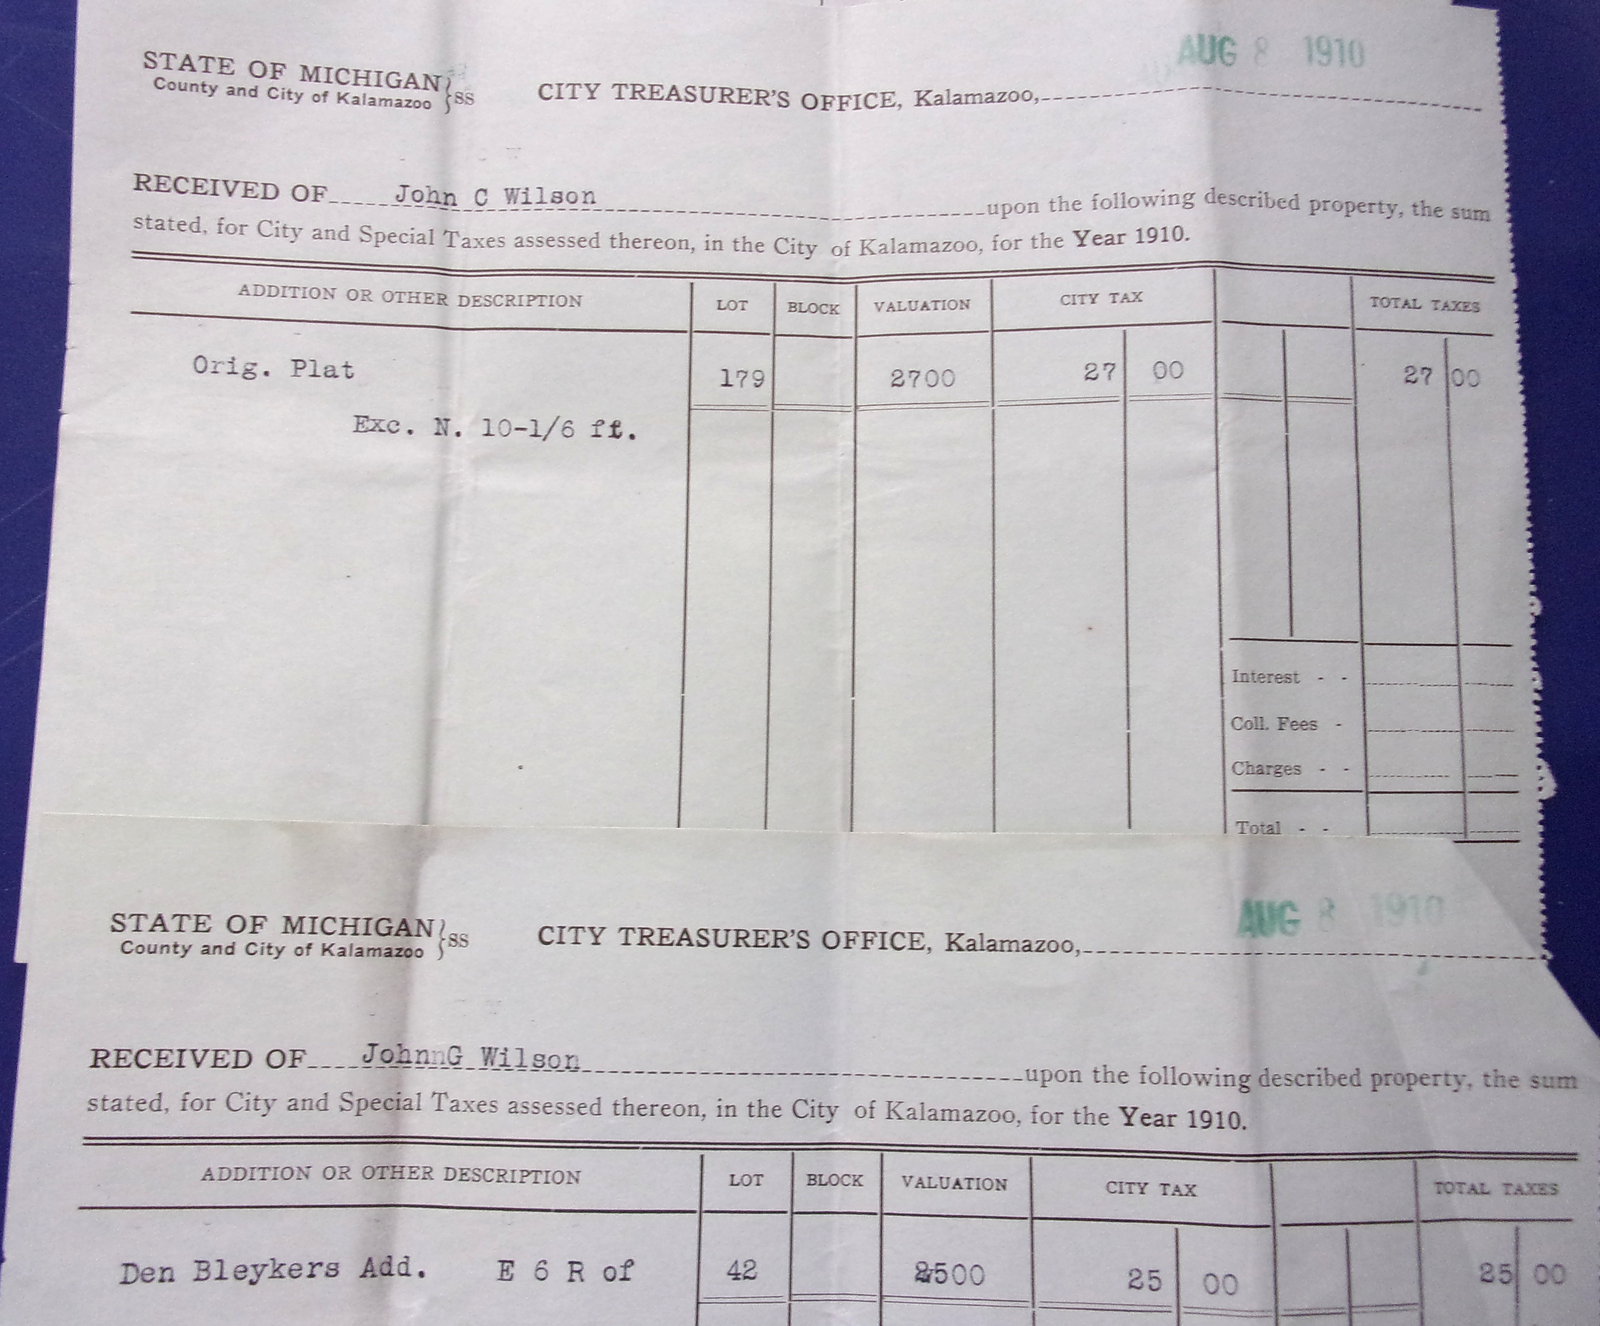 AUG 8 1910
STATE OF MICHIGAN } SS
County and City of Kalamazoo
CITY TREASURER'S OFFICE, Kalamazoo,
RECEIVED OF John C Wilson upon the following described property, the sum
stated, for City and Special Taxes assessed thereon, in the City of Kalamazoo, for the Year 1910.
ADDITION OR OTHER DESCRIPTION LOT BLOCK VALUATION CITY TAX TOTAL TAXES
Orig. Plat 179 2700 27 00 27 00
Exc. N. 10-1/6 ft.
Interest - -
Coll. Fees -
Charges - -
Total - -
AUG 8 1910
STATE OF MICHIGAN } SS
County and City of Kalamazoo
CITY TREASURER'S OFFICE, Kalamazoo,
RECEIVED OF JohnnG Wilson upon the following described property, the sum
stated, for City and Special Taxes assessed thereon, in the City of Kalamazoo, for the Year 1910.
ADDITION OR OTHER DESCRIPTION LOT BLOCK VALUATION CITY TAX TOTAL TAXES
Den Bleykers Add. E 6 R of 42 2500 25 00 25 00